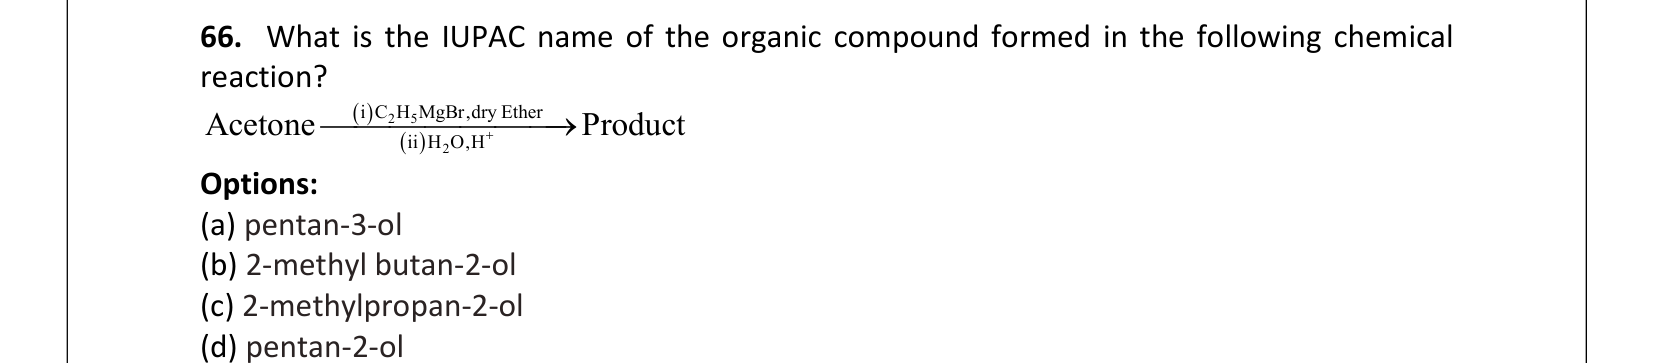 66. What is the IUPAC name of the organic compound formed in the following chemical
reaction?
(i)C₂H₅MgBr,dry Ether
Acetone ⟶ Product
(ii)H₂O,H⁺
Options:
(a) pentan-3-ol
(b) 2-methyl butan-2-ol
(c) 2-methylpropan-2-ol
(d) pentan-2-ol